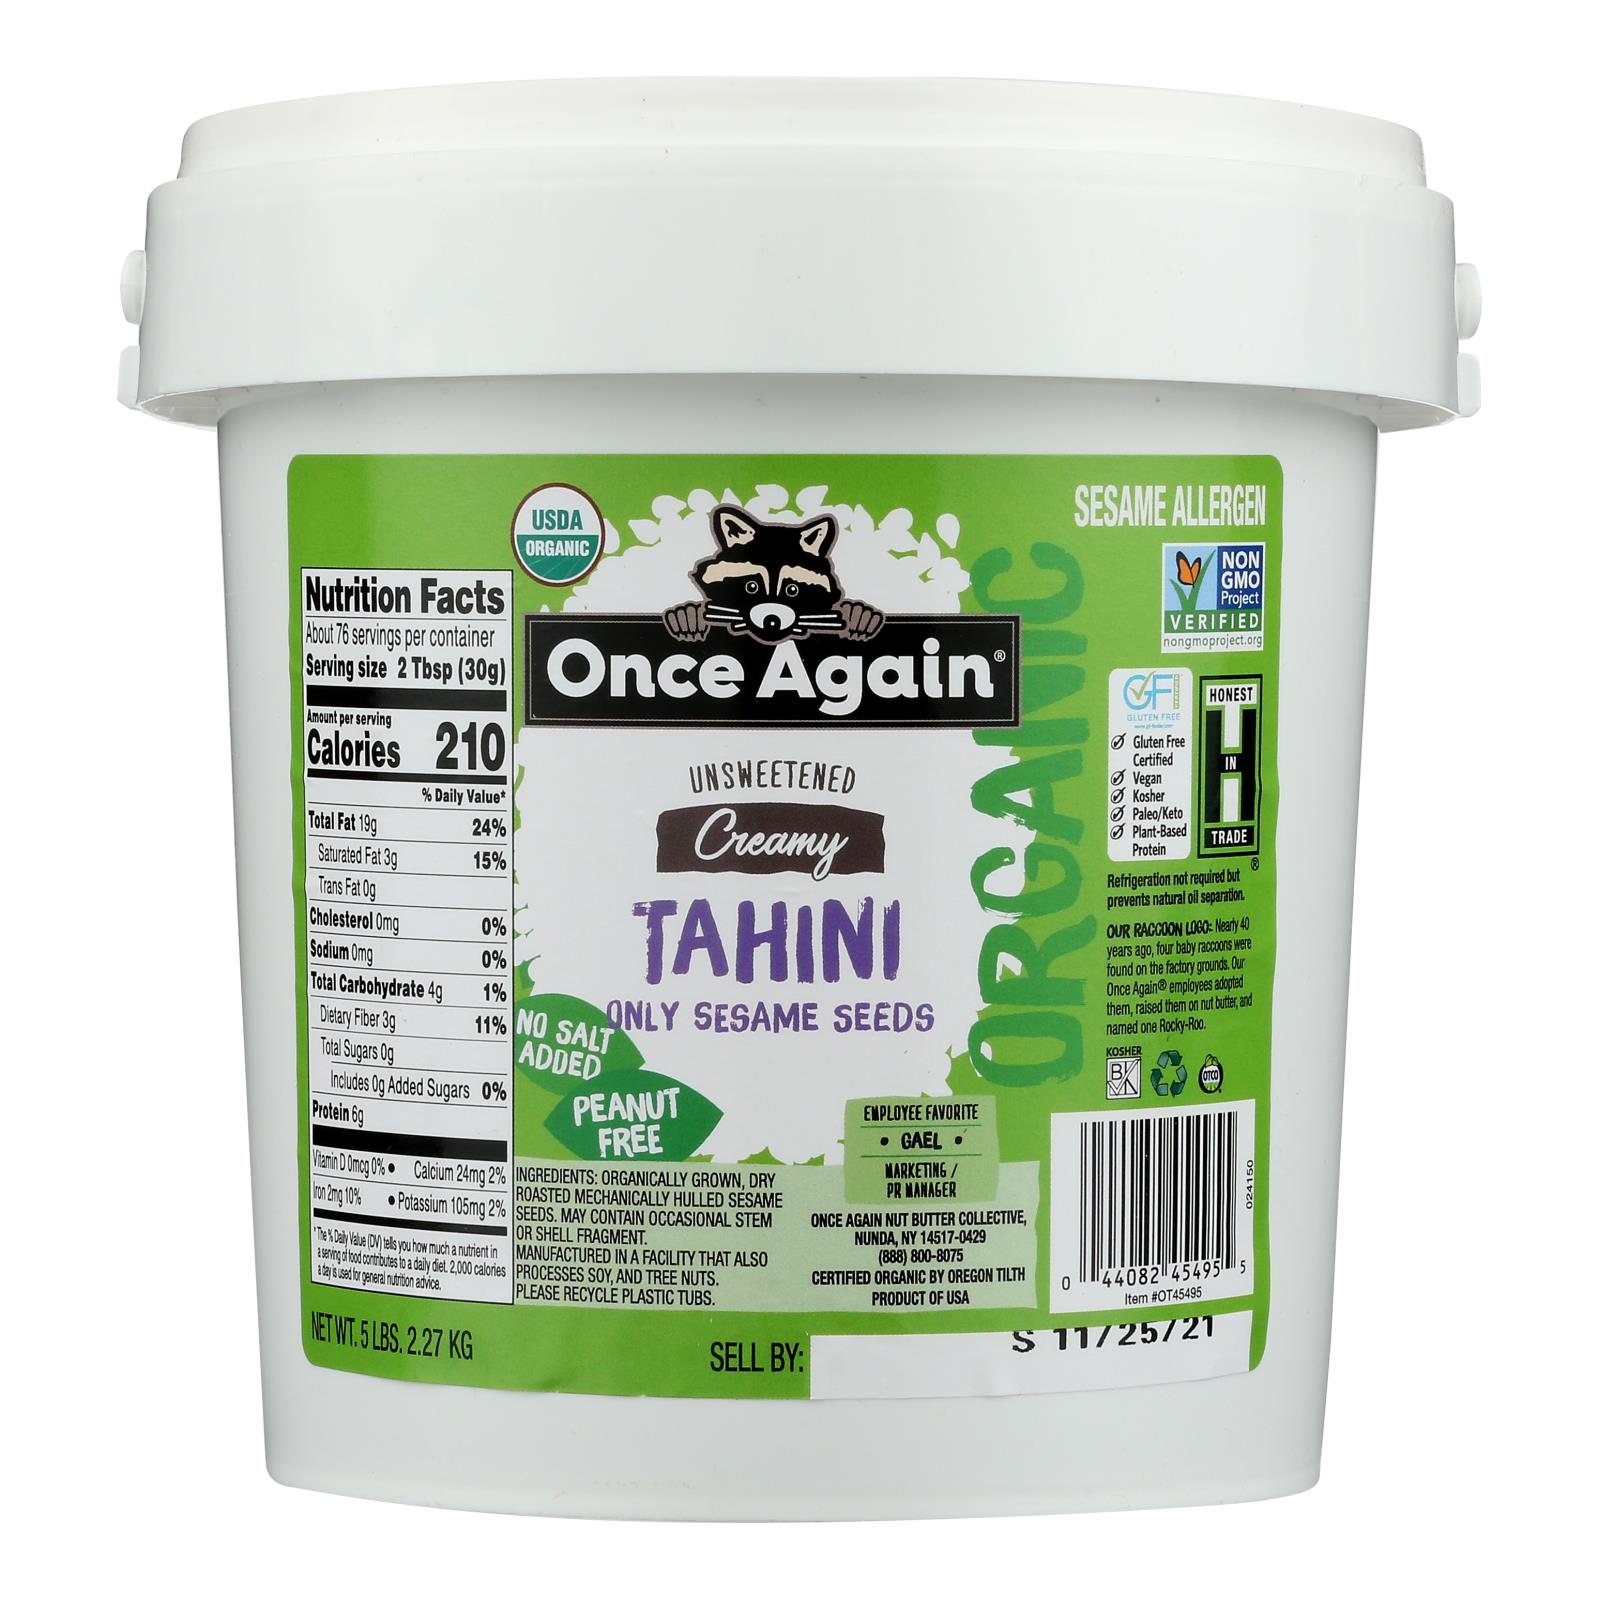 SESAME ALLERGEN
USDA
ORGANIC
Once Again®
UNSWEETENED
Creamy
TAHINI
ONLY SESAME SEEDS
ORGANIC
NO SALT
ADDED
PEANUT
FREE
Nutrition Facts
About 76 servings per container
Serving size 2 Tbsp (30g)
Amount per serving
Calories 210
% Daily Value*
Total Fat 19g 24%
Saturated Fat 3g 15%
Trans Fat 0g
Cholesterol 0mg 0%
Sodium 0mg 0%
Total Carbohydrate 4g 1%
Dietary Fiber 3g 11%
Total Sugars 0g
Includes 0g Added Sugars 0%
Protein 6g
Vitamin D 0mcg 0% • Calcium 24mg 2%
Iron 2mg 10% • Potassium 105mg 2%
*The % Daily Value (DV) tells you how much a nutrient in
a serving of food contributes to a daily diet. 2,000 calories
a day is used for general nutrition advice.
NET WT. 5 LBS. 2.27 KG
INGREDIENTS: ORGANICALLY GROWN, DRY
ROASTED MECHANICALLY HULLED SESAME
SEEDS. MAY CONTAIN OCCASIONAL STEM
OR SHELL FRAGMENT.
MANUFACTURED IN A FACILITY THAT ALSO
PROCESSES SOY, AND TREE NUTS.
PLEASE RECYCLE PLASTIC TUBS.
EMPLOYEE FAVORITE
• GAEL •
MARKETING /
PR MANAGER
ONCE AGAIN NUT BUTTER COLLECTIVE,
NUNDA, NY 14517-0429
(888) 800-8075
CERTIFIED ORGANIC BY OREGON TILTH
PRODUCT OF USA
SELL BY:
S 11/25/21
NON
GMO
Project
VERIFIED
nongmoproject.org
GF
GLUTEN FREE
Gluten Free
Certified
Vegan
Kosher
Paleo/Keto
Plant-Based
Protein
HONEST
IN
TRADE
®
Refrigeration not required but
prevents natural oil separation.
OUR RACCOON LOGO: Nearly 40
years ago, four baby raccoons were
found on the factory grounds. Our
Once Again® employees adopted
them, raised them on nut butter, and
named one Rocky-Roo.
KOSHER
BVK
OTCO
024150
0 44082 45495 5
Item #OT45495